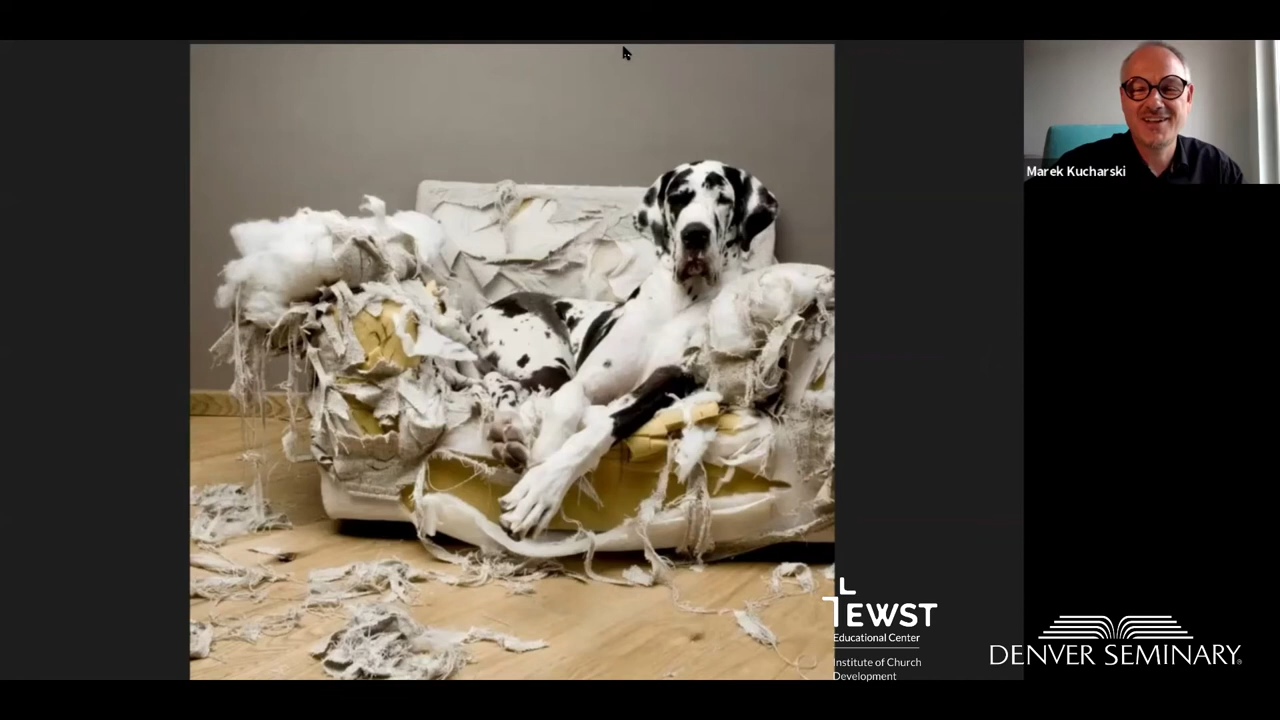 Marek Kucharski
EWST
Educational Center
Institute of Church
Development
DENVER SEMINARY